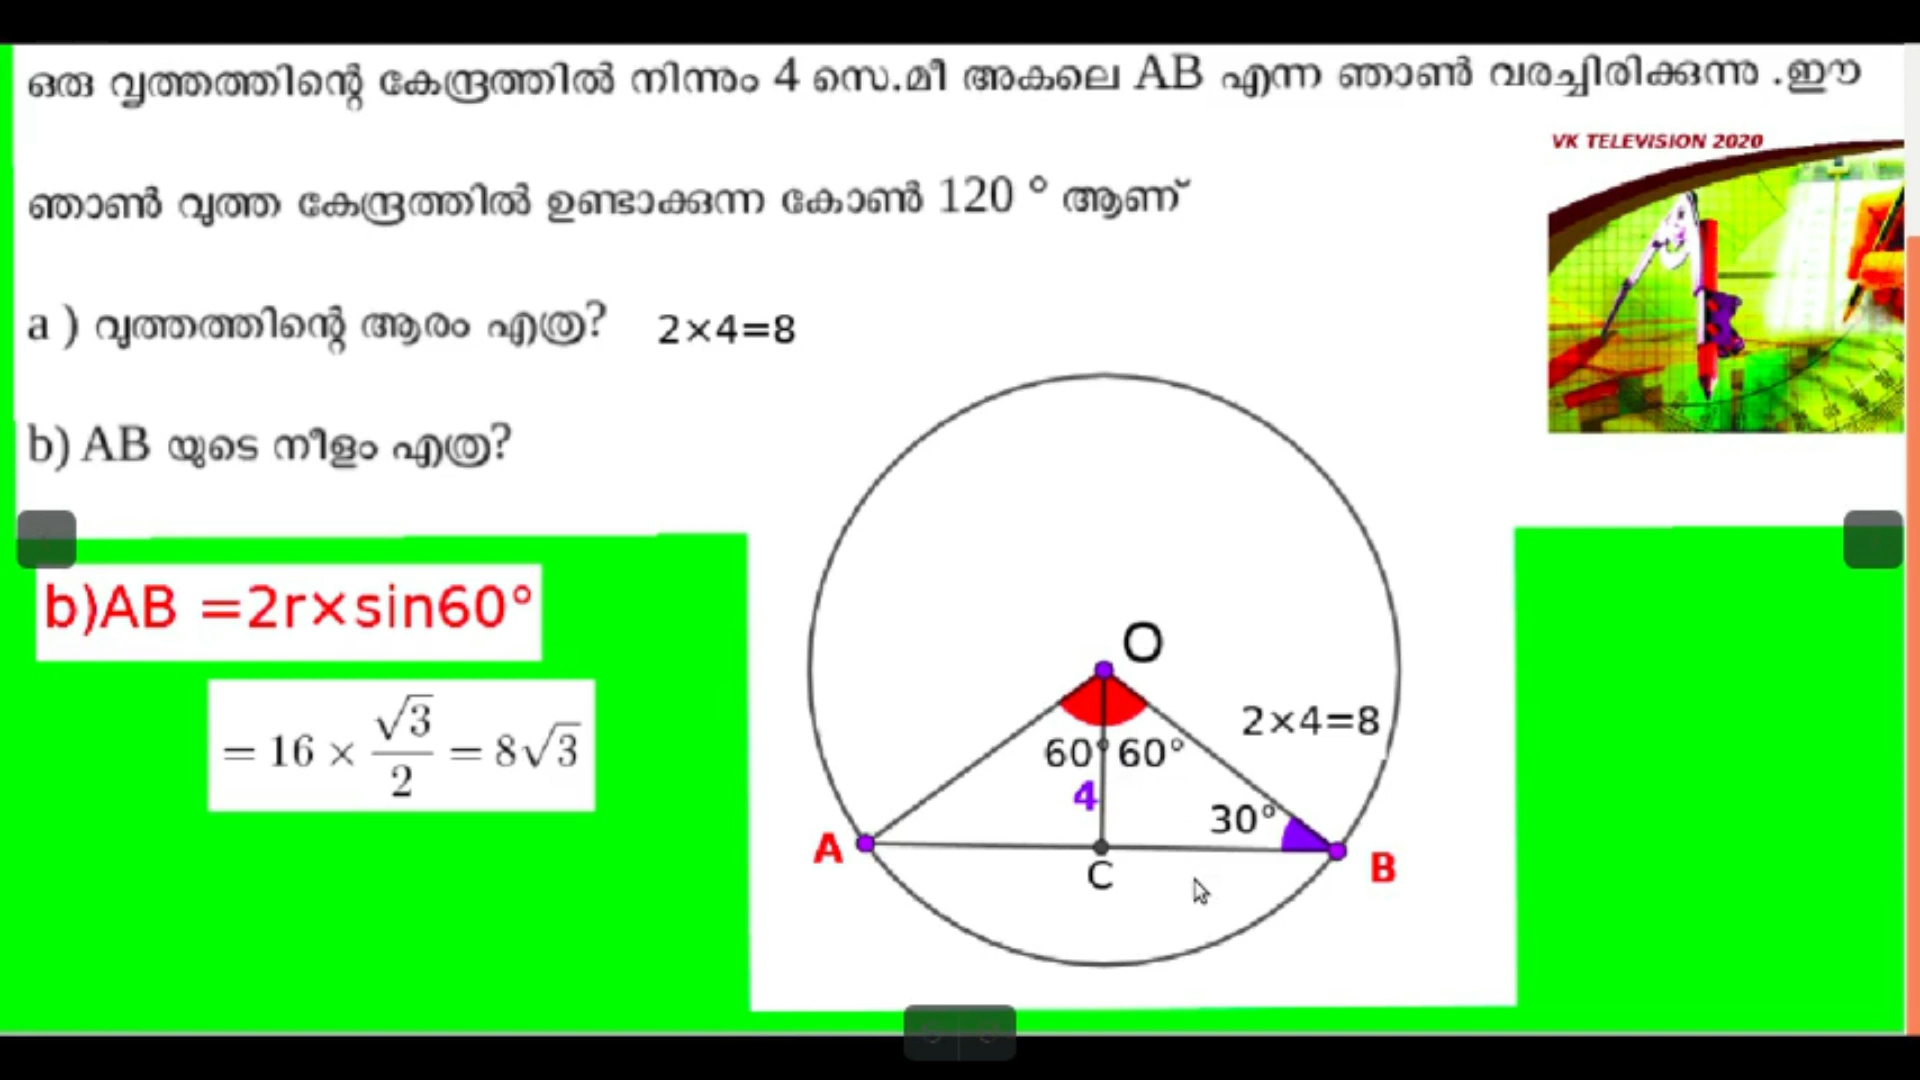 ഒരു വൃത്തത്തിന്റെ കേന്ദ്രത്തിൽ നിന്നും 4 സെ.മീ അകലെ AB എന്ന ഞാൺ വരച്ചിരിക്കുന്നു .ഈ
VK TELEVISION 2020
ഞാൺ വൃത്ത കേന്ദ്രത്തിൽ ഉണ്ടാക്കുന്ന കോൺ 120 ° ആണ്
a ) വൃത്തത്തിന്റെ ആരം എത്ര? 2×4=8
b) AB യുടെ നീളം എത്ര?
b)AB =2r×sin60°
= 16 × √3/2 = 8√3
O
2×4=8
60° 60°
4
30°
A
B
C